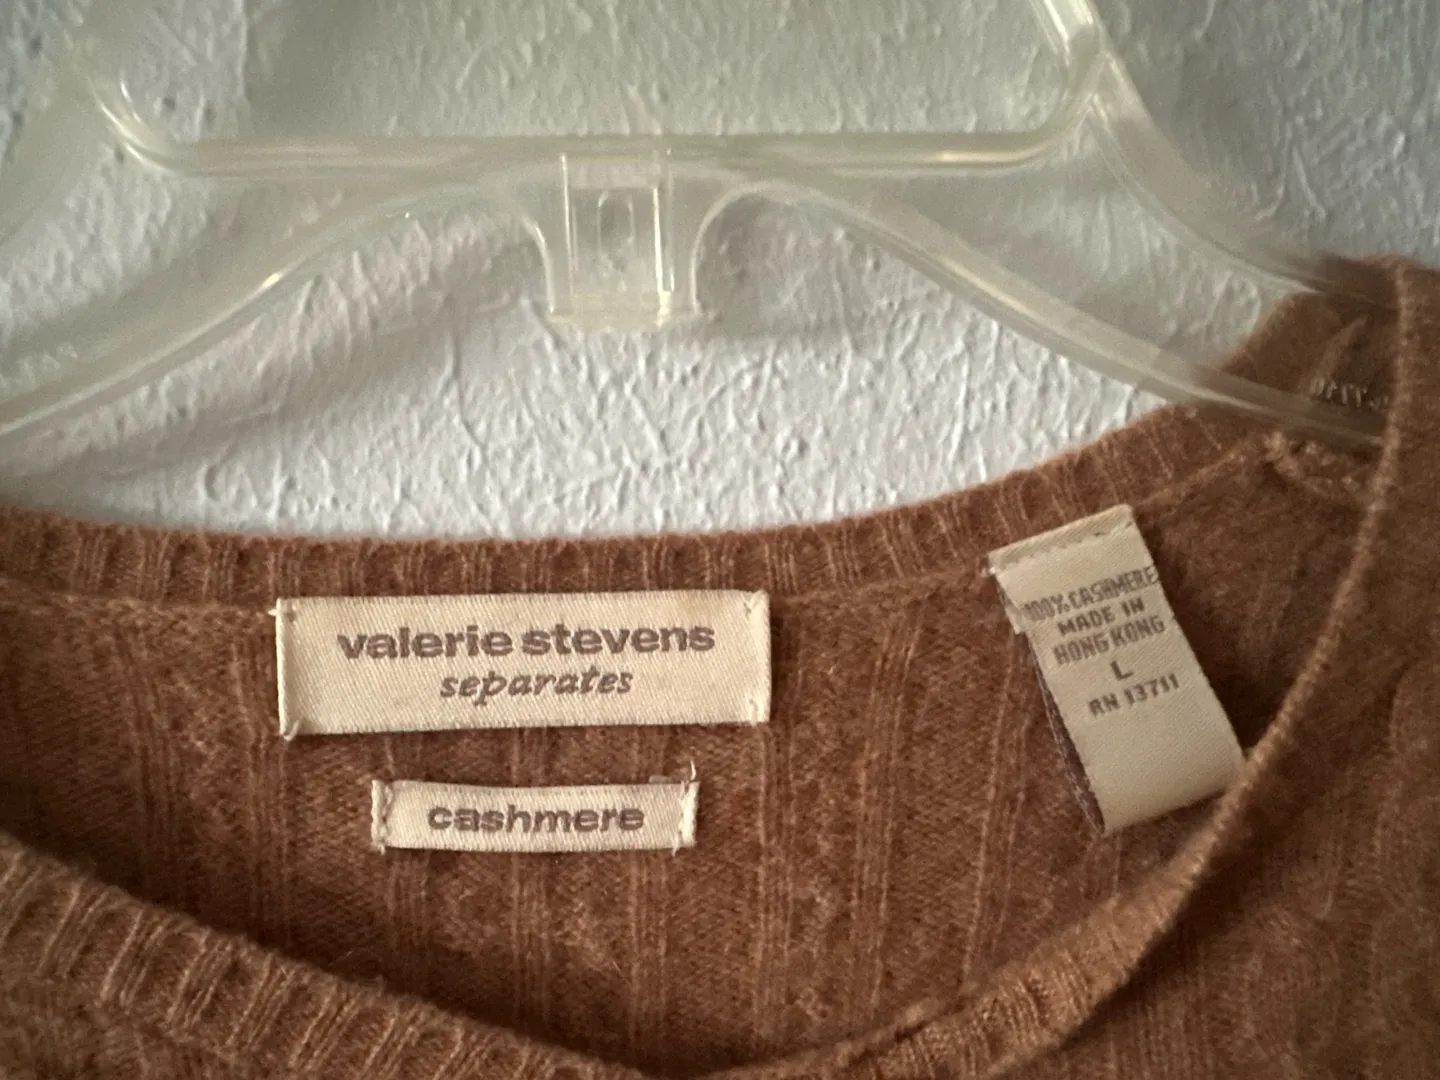 valerie stevens
separates
cashmere
100% CASHMERE
MADE IN
HONG KONG
L
RN 13711